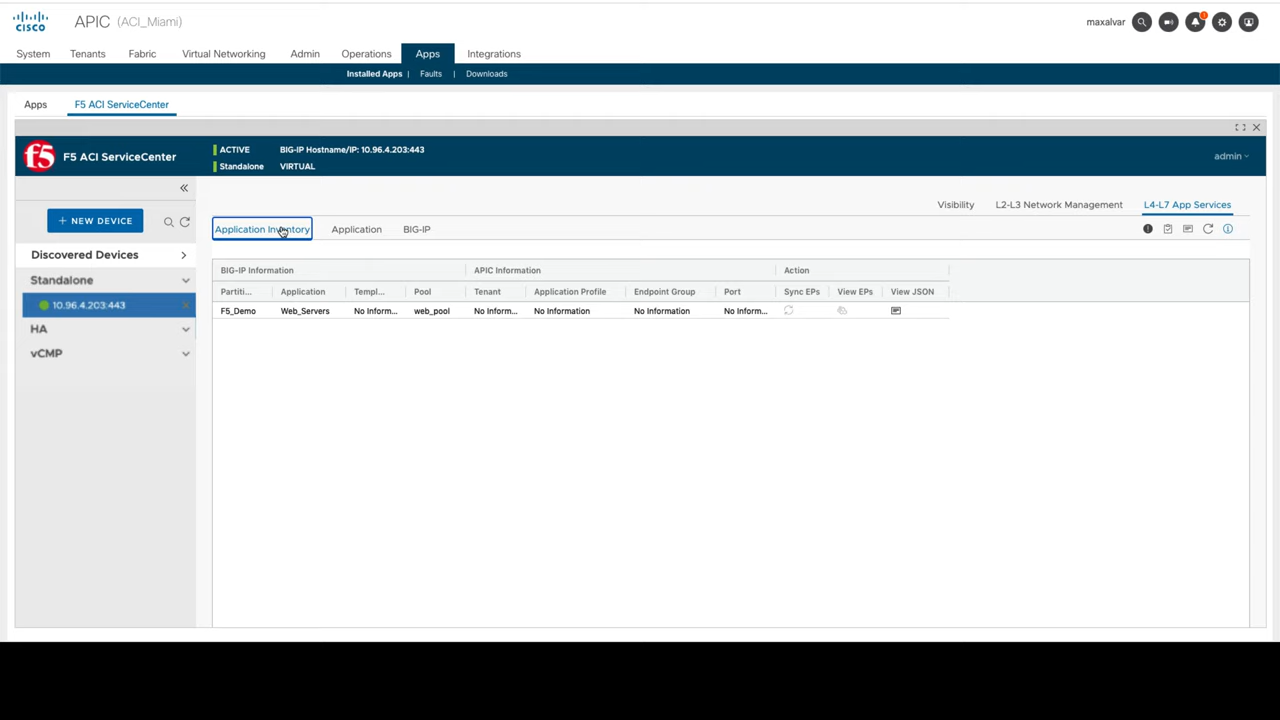 CISCO
APIC (ACI_Miami)
maxalvar
System Tenants Fabric Virtual Networking Admin Operations Apps Integrations
Installed Apps | Faults | Downloads
Apps F5 ACI ServiceCenter
f5 F5 ACI ServiceCenter
ACTIVE BIG-IP Hostname/IP: 10.96.4.203:443
Standalone VIRTUAL
admin
Visibility L2-L3 Network Management L4-L7 App Services
+ NEW DEVICE
Application Inventory Application BIG-IP
Discovered Devices
Standalone
10.96.4.203:443
HA
vCMP
BIG-IP Information APIC Information Action
Partiti... Application Templ... Pool Tenant Application Profile Endpoint Group Port Sync EPs View EPs View JSON
F5_Demo Web_Servers No Inform... web_pool No Inform... No Information No Information No Inform...